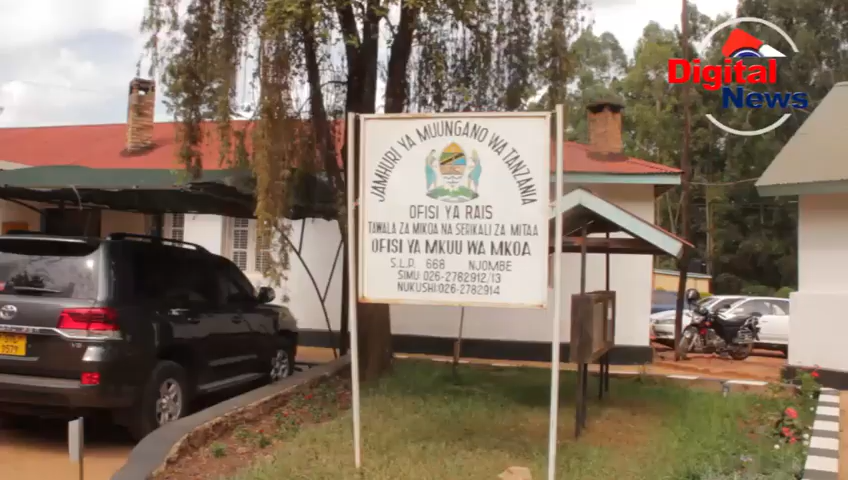 Digital
News
JAMHURI YA MUUNGANO WA TANZANIA
OFISI YA RAIS
TAWALA ZA MIKOA NA SERIKALI ZA MITAA
OFISI YA MKUU WA MKOA
S.L.P. 668 NJOMBE
SIMU: 026-2782912/13
NUKUSHI: 026-2782914
V8